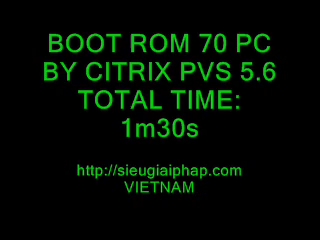 BOOT ROM 70 PC
BY CITRIX PVS 5.6
TOTAL TIME:
1m30s
http://sieugiaiphap.com
VIETNAM